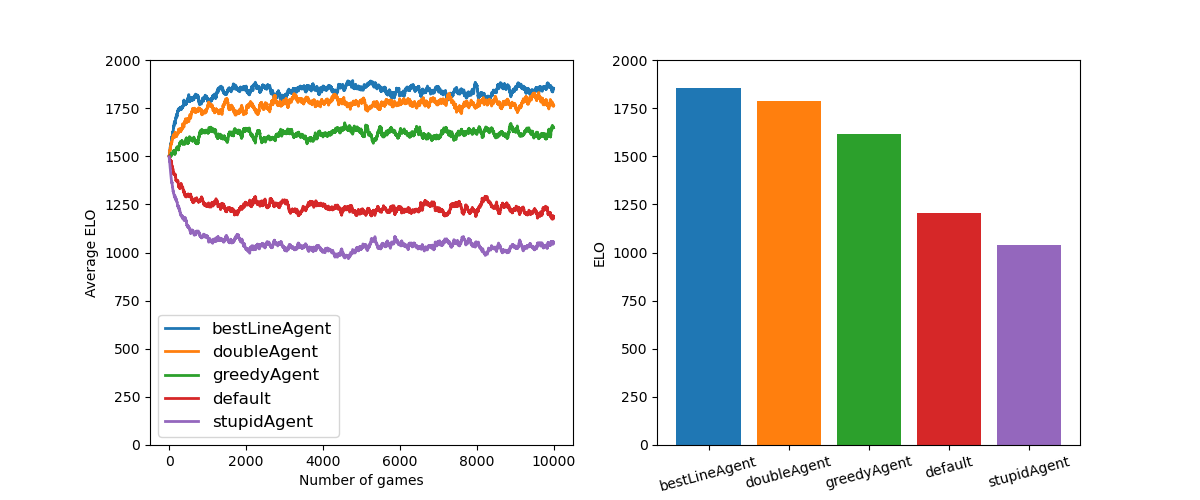 2000
1750
1500
1250
1000
750
500
250
0
Average ELO
bestLineAgent
doubleAgent
greedyAgent
default
stupidAgent
0 2000 4000 6000 8000 10000
Number of games
2000
1750
1500
1250
1000
750
500
250
0
ELO
bestLineAgent doubleAgent greedyAgent default stupidAgent